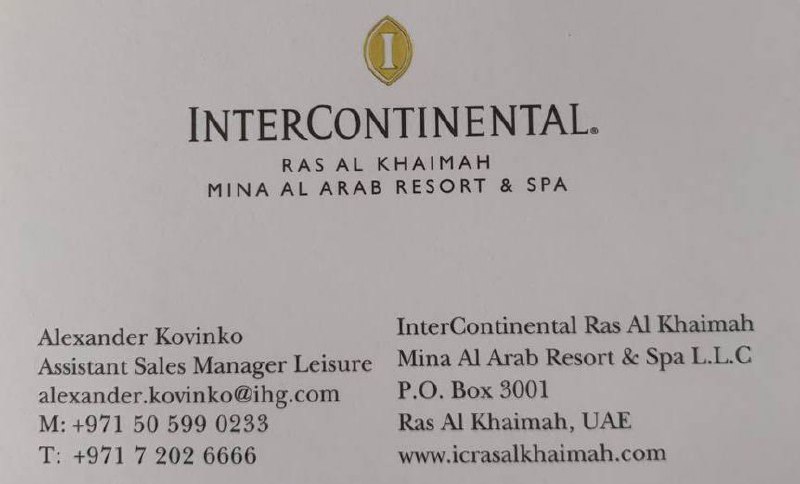 I
INTERCONTINENTAL®
RAS AL KHAIMAH
MINA AL ARAB RESORT & SPA
Alexander Kovinko
Assistant Sales Manager Leisure
alexander.kovinko@ihg.com
M: +971 50 599 0233
T: +971 7 202 6666
InterContinental Ras Al Khaimah
Mina Al Arab Resort & Spa L.L.C
P.O. Box 3001
Ras Al Khaimah, UAE
www.icrasalkhaimah.com